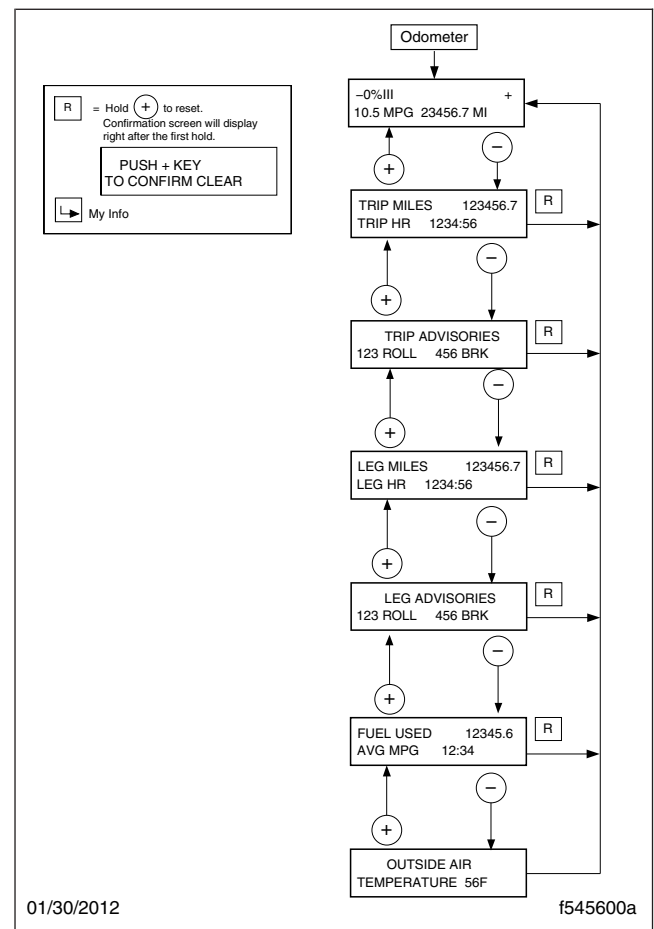 Odometer
−0%III +
10.5 MPG 23456.7 MI
R = Hold + to reset.
Confirmation screen will display
right after the first hold.
PUSH + KEY
TO CONFIRM CLEAR
My Info
+
−
TRIP MILES 123456.7 R
TRIP HR 1234:56
−
+
TRIP ADVISORIES R
123 ROLL 456 BRK
−
+
LEG MILES 123456.7 R
LEG HR 1234:56
−
+
LEG ADVISORIES R
123 ROLL 456 BRK
−
+
FUEL USED 12345.6 R
AVG MPG 12:34
−
+
OUTSIDE AIR
TEMPERATURE 56F
01/30/2012 f545600a